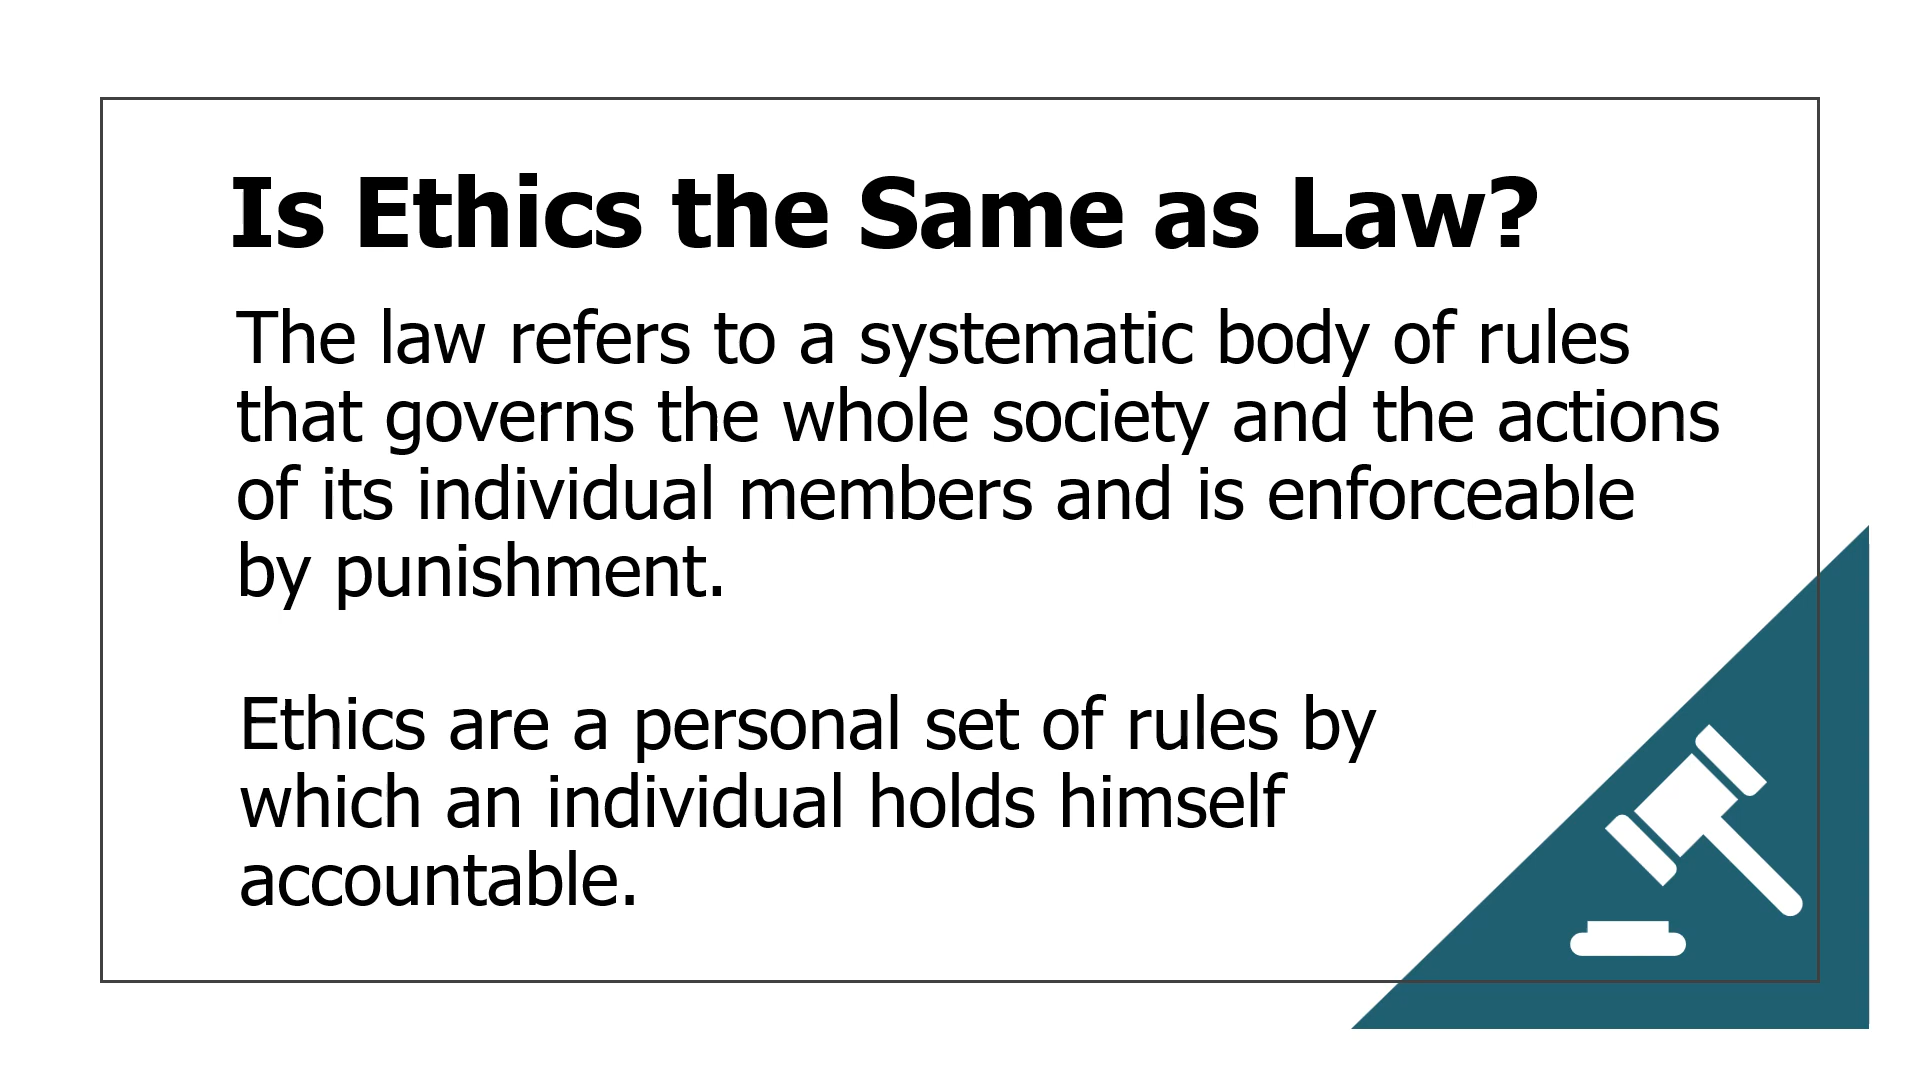 Is Ethics the Same as Law?
The law refers to a systematic body of rules
that governs the whole society and the actions
of its individual members and is enforceable
by punishment.
Ethics are a personal set of rules by
which an individual holds himself
accountable.